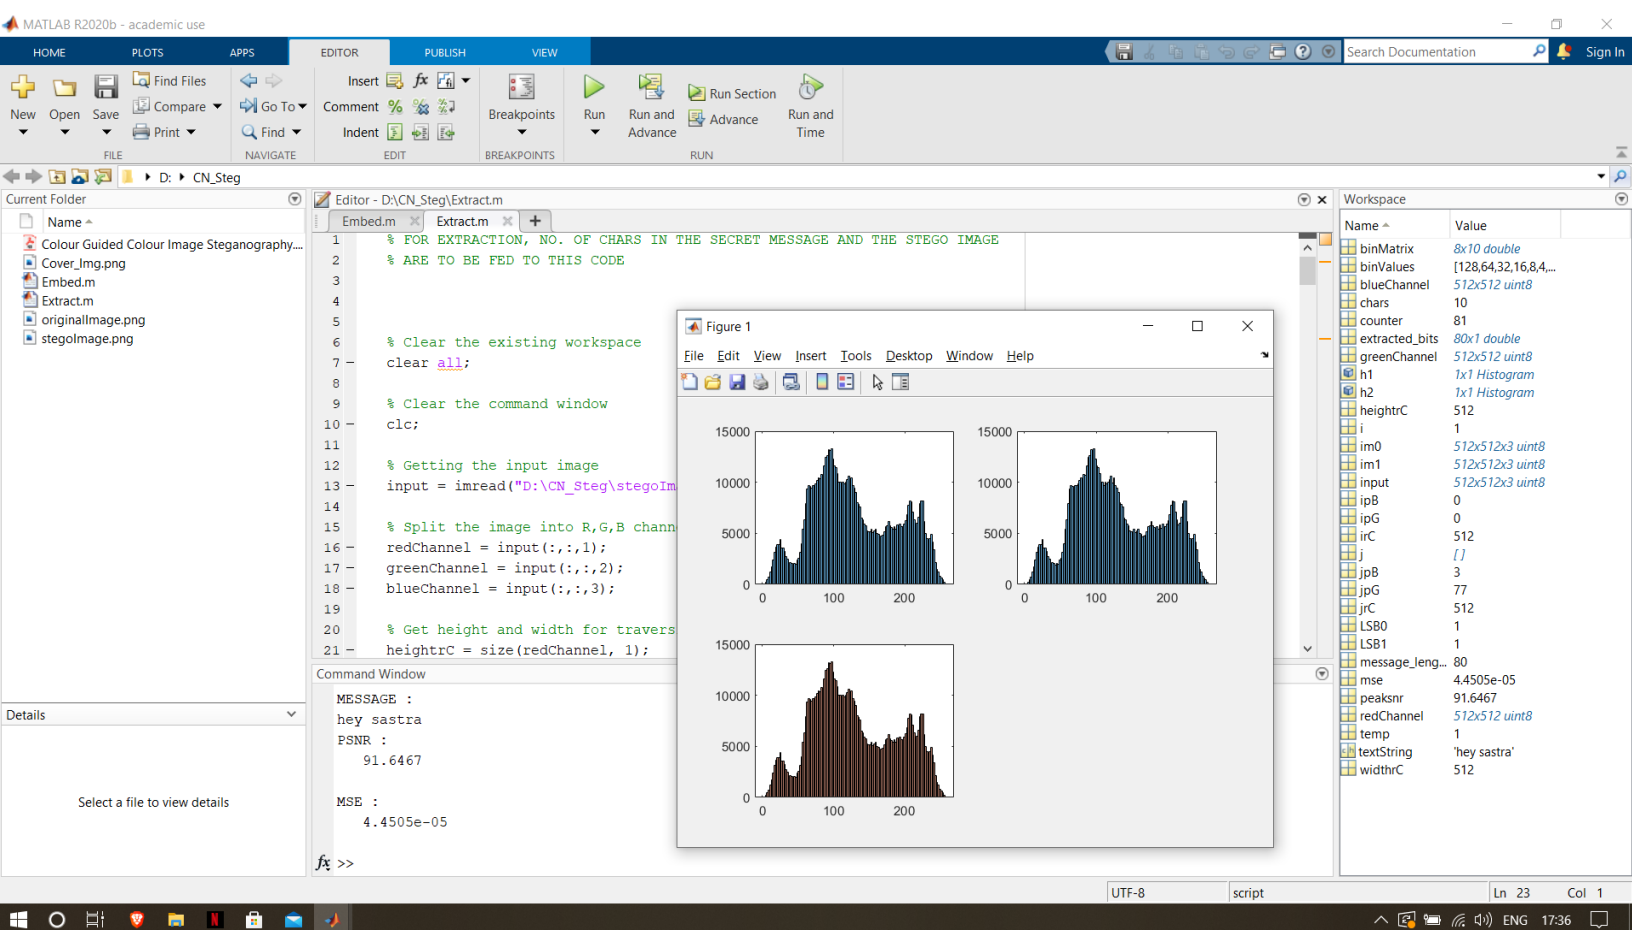 MATLAB R2020b - academic use
HOME PLOTS APPS EDITOR PUBLISH VIEW
Search Documentation
Sign In
New Open Save
Find Files
Compare
Print
FILE
Go To
Find
NAVIGATE
Insert
Comment
Indent
EDIT
Breakpoints
BREAKPOINTS
Run
Run and Advance
Run Section
Advance
Run and Time
RUN
D: CN_Steg
Current Folder
Name
Colour Guided Colour Image Steganography....
Cover_Img.png
Embed.m
Extract.m
originalImage.png
stegoImage.png
Details
Select a file to view details
Editor - D:\CN_Steg\Extract.m
Embed.m Extract.m
1 % FOR EXTRACTION, NO. OF CHARS IN THE SECRET MESSAGE AND THE STEGO IMAGE
2 % ARE TO BE FED TO THIS CODE
3
4
5
6 % Clear the existing workspace
7 – clear all;
8
9 % Clear the command window
10 – clc;
11
12 % Getting the input image
13 – input = imread("D:\CN_Steg\stegoIm
14
15 % Split the image into R,G,B chann
16 – redChannel = input(:,:,1);
17 – greenChannel = input(:,:,2);
18 – blueChannel = input(:,:,3);
19
20 % Get height and width for travers
21 – heightrC = size(redChannel, 1);
Command Window
MESSAGE :
hey sastra
PSNR :
91.6467
MSE :
4.4505e-05
fx >>
Figure 1
File Edit View Insert Tools Desktop Window Help
15000
10000
5000
0
0 100 200
15000
10000
5000
0
0 100 200
15000
10000
5000
0
0 100 200
Workspace
Name Value
binMatrix 8x10 double
binValues [128,64,32,16,8,4,...
blueChannel 512x512 uint8
chars 10
counter 81
extracted_bits 80x1 double
greenChannel 512x512 uint8
h1 1x1 Histogram
h2 1x1 Histogram
heightrC 512
i 1
im0 512x512x3 uint8
im1 512x512x3 uint8
input 512x512x3 uint8
ipB 0
ipG 0
irC 512
j []
jpB 3
jpG 77
jrC 512
LSB0 1
LSB1 1
message_leng... 80
mse 4.4505e-05
peaksnr 91.6467
redChannel 512x512 uint8
temp 1
textString 'hey sastra'
widthrC 512
UTF-8 script Ln 23 Col 1
ENG 17:36